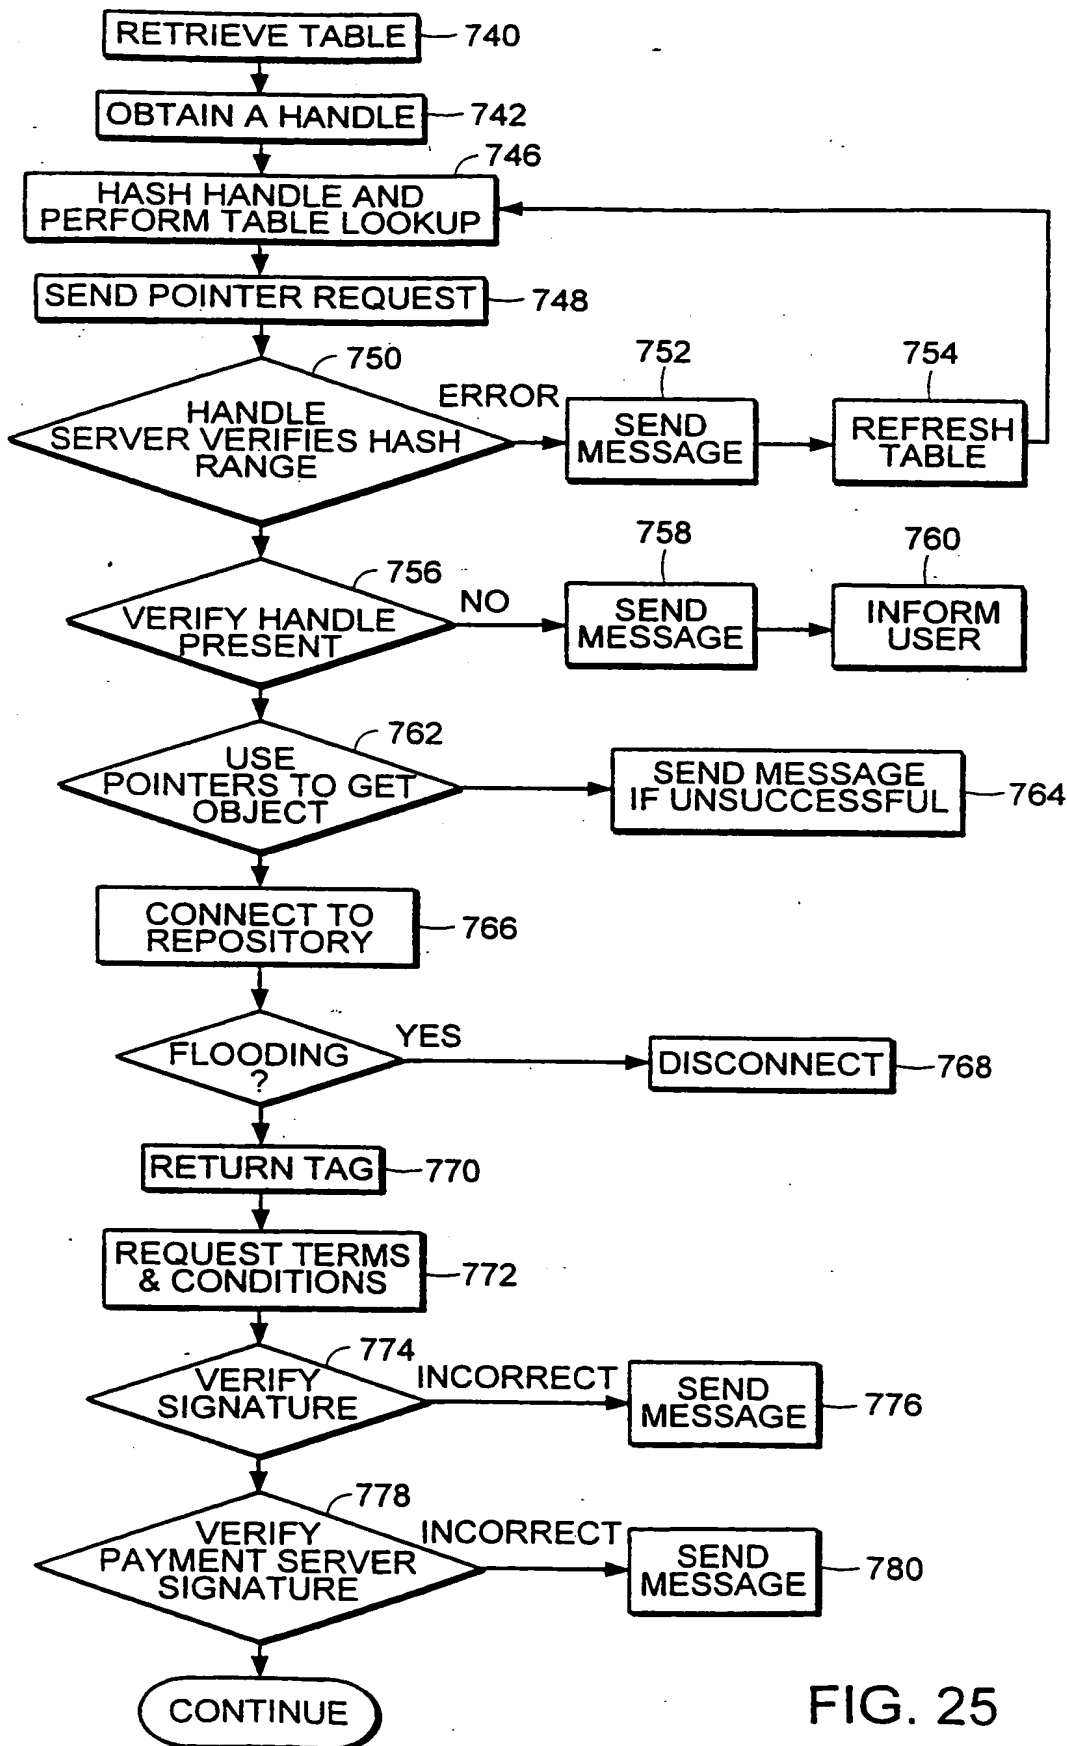 RETRIEVE TABLE
740
OBTAIN A HANDLE
742
746
HASH HANDLE AND
PERFORM TABLE LOOKUP
SEND POINTER REQUEST
748
750
HANDLE
SERVER VERIFIES HASH
RANGE
ERROR
752
SEND
MESSAGE
754
REFRESH
TABLE
756
VERIFY HANDLE
PRESENT
NO
758
SEND
MESSAGE
760
INFORM
USER
762
USE
POINTERS TO GET
OBJECT
SEND MESSAGE
IF UNSUCCESSFUL
764
CONNECT TO
REPOSITORY
766
FLOODING
?
YES
DISCONNECT
768
RETURN TAG
770
REQUEST TERMS
& CONDITIONS
772
774
VERIFY
SIGNATURE
INCORRECT
SEND
MESSAGE
776
778
VERIFY
PAYMENT SERVER
SIGNATURE
INCORRECT
SEND
MESSAGE
780
CONTINUE
FIG. 25